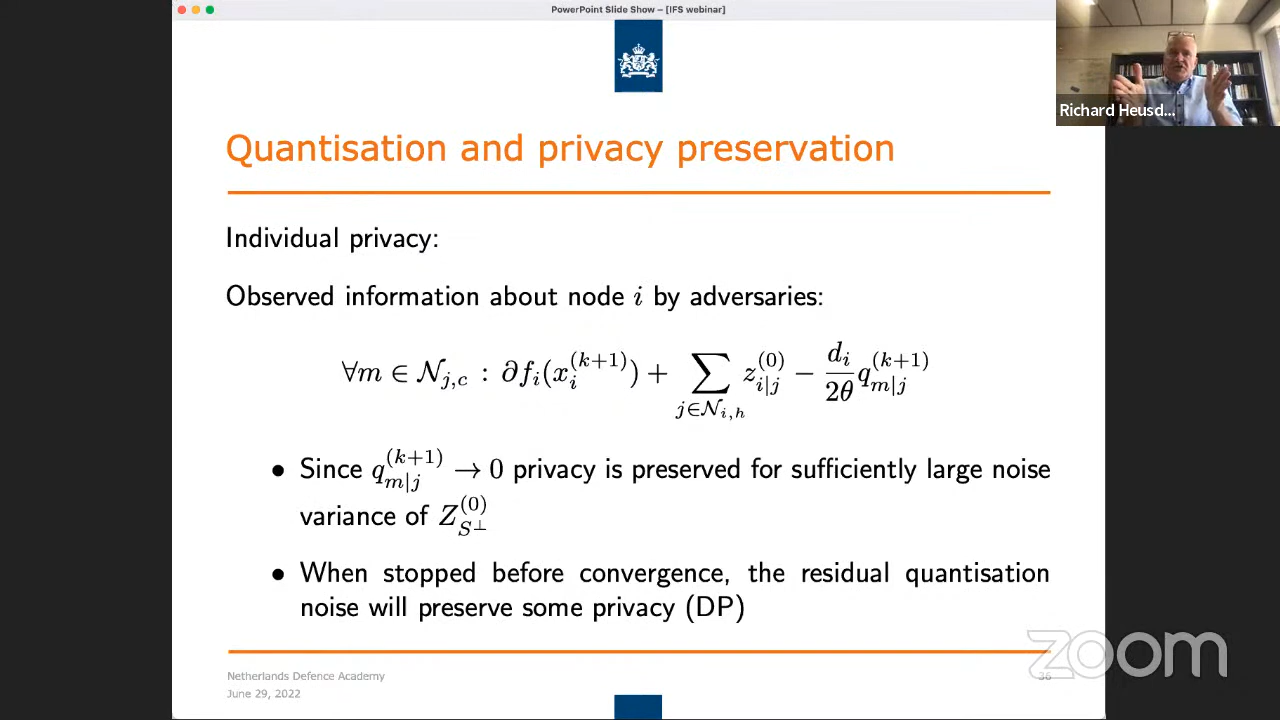 PowerPoint Slide Show – [IFS webinar]
Richard Heusd...
Quantisation and privacy preservation
Individual privacy:
Observed information about node i by adversaries:
∀m ∈ 𝒩_{j,c} : ∂f_i(x_i^{(k+1)}) + ∑_{j∈𝒩_{i,h}} z_{i|j}^{(0)} − \frac{d_i}{2θ} q_{m|j}^{(k+1)}
• Since q_{m|j}^{(k+1)} → 0 privacy is preserved for sufficiently large noise
variance of Z_{S^⊥}^{(0)}
• When stopped before convergence, the residual quantisation
noise will preserve some privacy (DP)
zoom
Netherlands Defence Academy
36
June 29, 2022